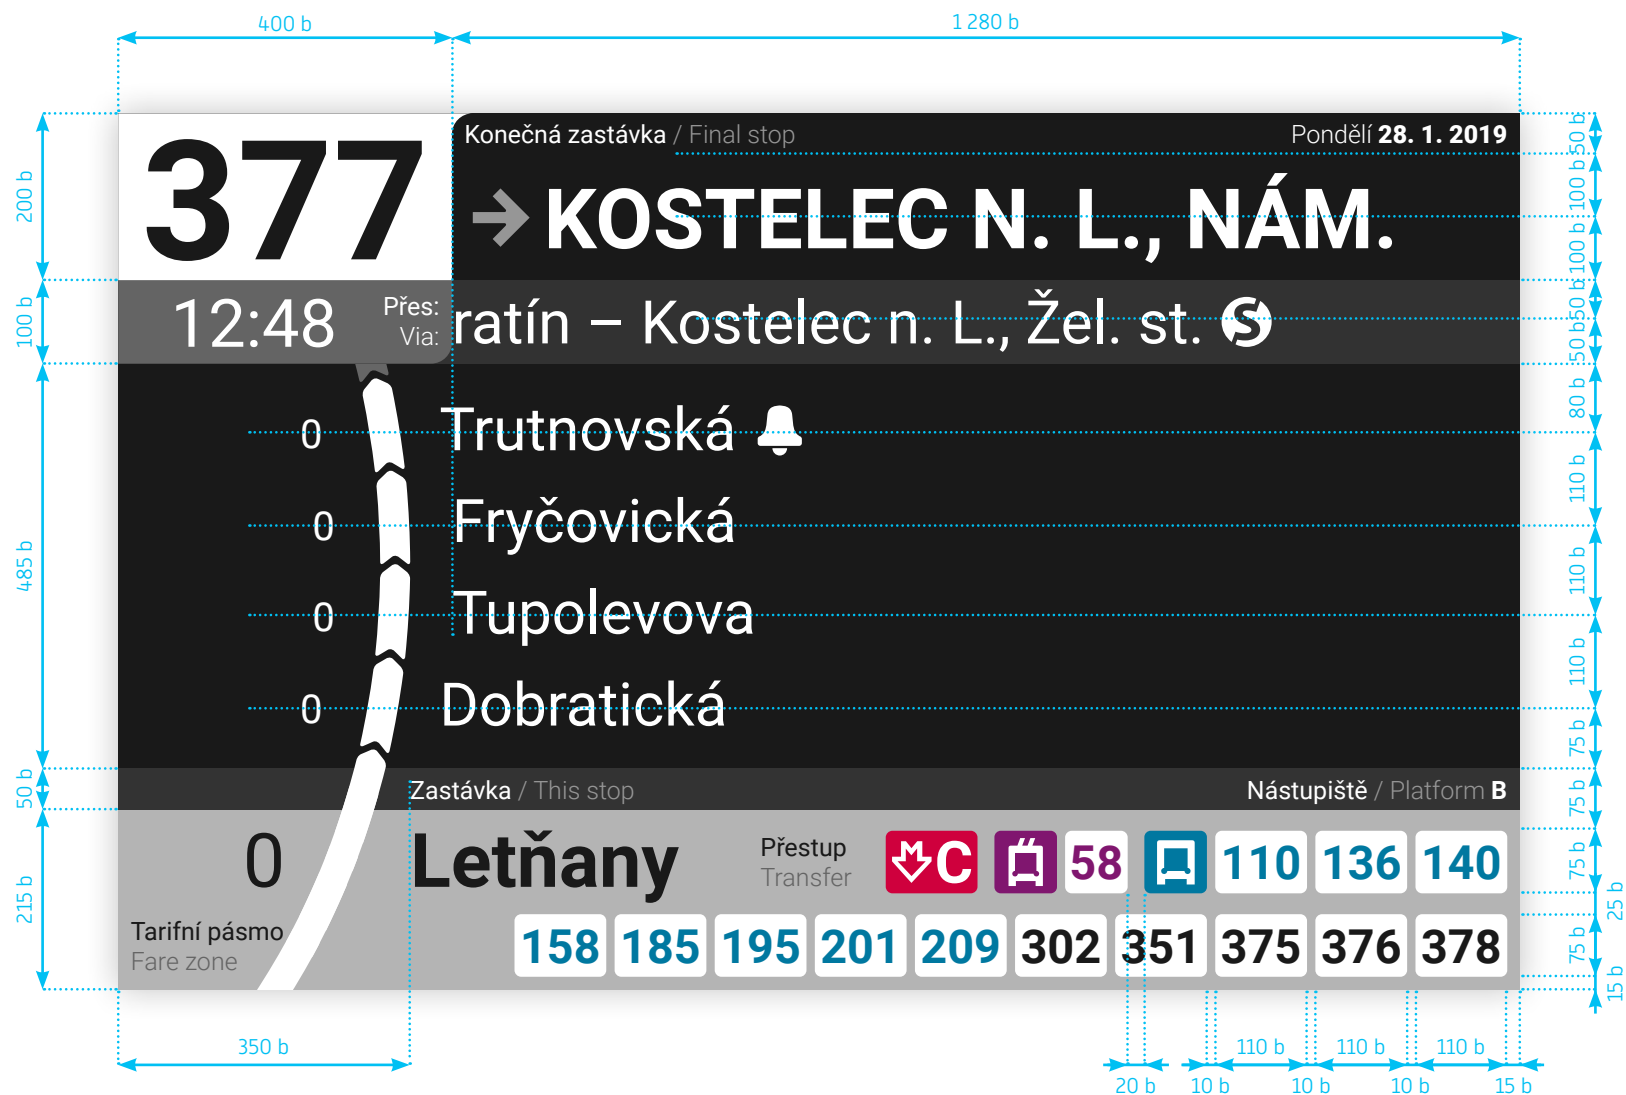 400 b
1 280 b
377
Konečná zastávka / Final stop
Pondělí 28. 1. 2019
KOSTELEC N. L., NÁM.
12:48
Přes:
Via:
ratín – Kostelec n. L., Žel. st. S
0 Trutnovská
0 Fryčovická
0 Tupolevova
0 Dobratická
Zastávka / This stop
Nástupiště / Platform B
0
Letňany
Přestup
Transfer
M C 58 110 136 140
Tarifní pásmo
Fare zone
158 185 195 201 209 302 351 375 376 378
200 b
100 b
485 b
50 b
215 b
50 b
100 b
100 b
50 b
50 b
80 b
110 b
110 b
110 b
75 b
75 b
75 b
25 b
75 b
15 b
350 b
110 b
110 b
110 b
20 b
10 b
10 b
10 b
15 b